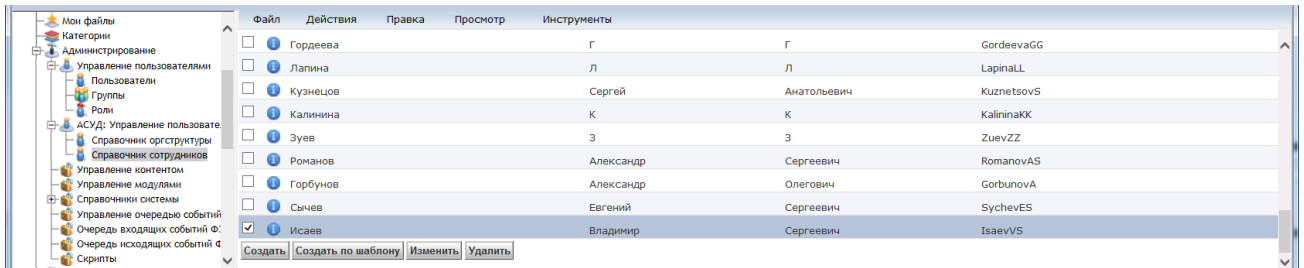 Мои файлы
Категории
Администрирование
Управление пользователями
Пользователи
Группы
Роли
АСУД: Управление пользовате
Справочник оргструктуры
Справочник сотрудников
Управление контентом
Управление модулями
Справочники системы
Управление очередью событий
Очередь входящих событий Ф
Очередь исходящих событий Ф
Скрипты
Файл Действия Правка Просмотр Инструменты
Гордеева Г Г GordeevaGG
Лапина Л Л LapinaLL
Кузнецов Сергей Анатольевич KuznetsovS
Калинина К К KalininaKK
Зуев З З ZuevZZ
Романов Александр Сергеевич RomanovAS
Горбунов Александр Олегович GorbunovA
Сычев Евгений Сергеевич SychevES
Исаев Владимир Сергеевич IsaevVS
Создать Создать по шаблону Изменить Удалить